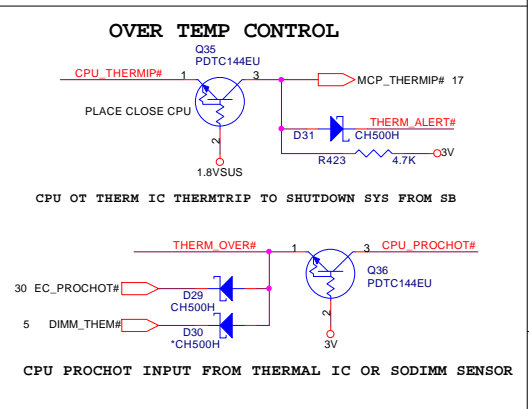 OVER TEMP CONTROL
Q35
PDTC144EU
CPU_THERMIP# 1 3 MCP_THERMIP# 17
PLACE CLOSE CPU
THERM_ALERT#
2 D31 CH500H
1.8VSUS R423 4.7K 3V
CPU OT THERM IC THERMTRIP TO SHUTDOWN SYS FROM SB
THERM_OVER# 1 3 CPU_PROCHOT#
Q36
PDTC144EU
30 EC_PROCHOT#
D29
CH500H
5 DIMM_THEM#
D30 2
*CH500H 3V
CPU PROCHOT INPUT FROM THERMAL IC OR SODIMM SENSOR